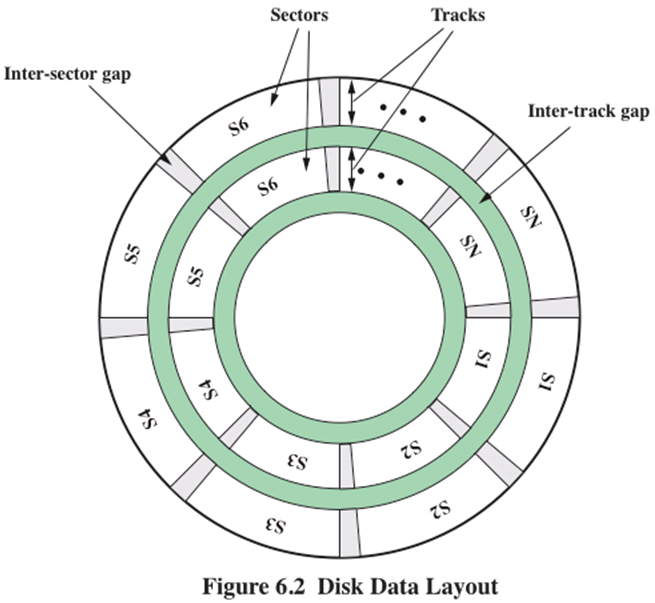 Sectors
Tracks
Inter-sector gap
Inter-track gap
S6
• • •
SN
S6
• • •
SN
S5
S5
S1
S1
S4
S4
S3
S2
S3
S2
Figure 6.2 Disk Data Layout